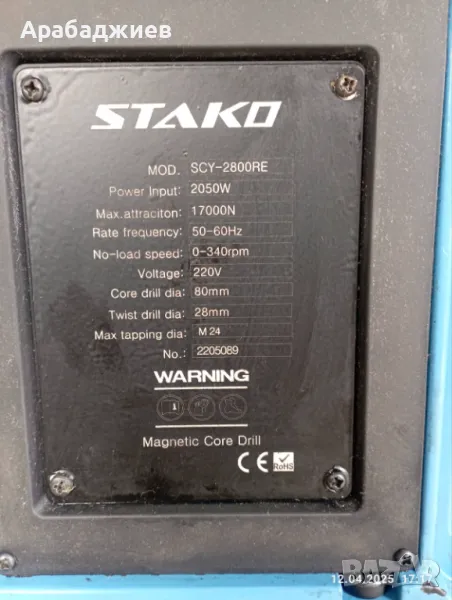 Арабаджиев
STAKO
MOD. SCY-2800RE
Power Input: 2050W
Max.attraciton: 17000N
Rate frequency: 50-60Hz
No-load speed: 0-340rpm
Voltage: 220V
Core drill dia: 80mm
Twist drill dia: 28mm
Max tapping dia: M24
No.: 2205089
WARNING
Magnetic Core Drill
CE RoHS
BAZAR
12.04.2025 17:17